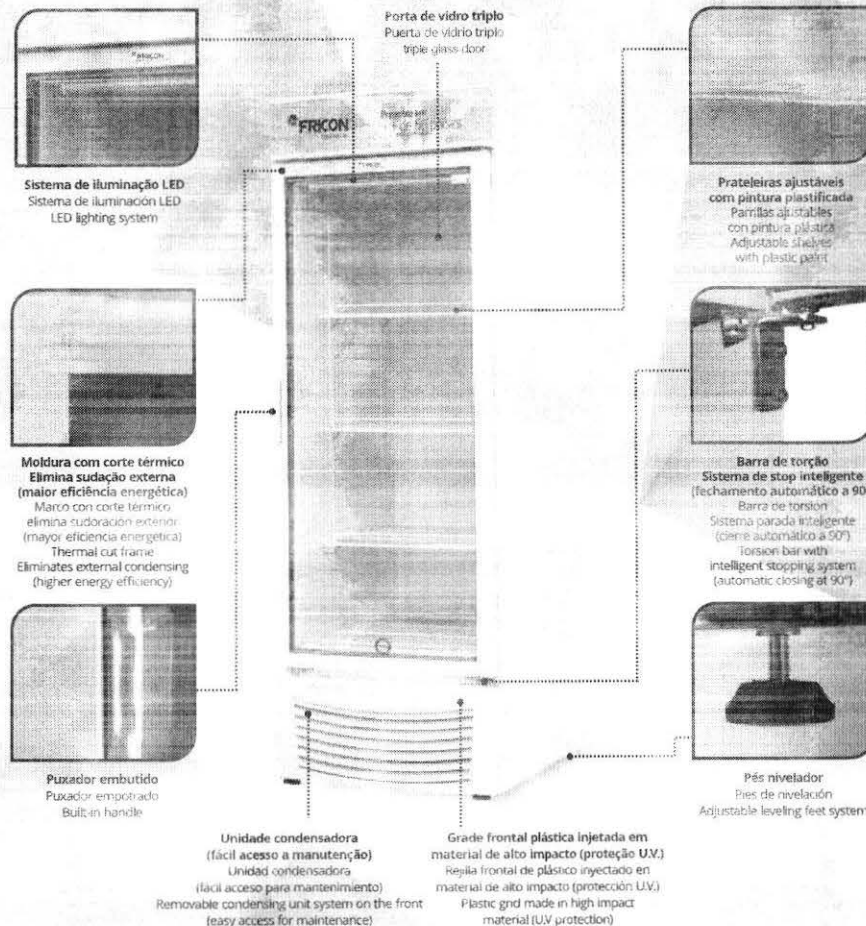 Porta de vidro triplo
Puerta de vidrio triplo
triple glass door
FRICON
Sistema de iluminação LED
Sistema de iluminación LED
LED lighting system
FRICON
Prateleiras ajustáveis
com pintura plastificada
Parrillas ajustables
con pintura plástica
Adjustable shelves
with plastic paint
Moldura com corte térmico
Elimina sudação externa
(maior eficiência energética)
Marco con corte térmico
elimina sudoración exterior
(mayor eficiencia energética)
Thermal cut frame
Eliminates external condensing
(higher energy efficiency)
Barra de torção
Sistema de stop inteligente
(fechamento automático a 90
Barra de torsion
Sistema parada inteligente
(cierre automático a 90º)
Torsion bar with
intelligent stopping system
(automatic closing at 90º)
Puxador embutido
Puxador empotrado
Built-in handle
Pés nivelador
Pies de nivelación
Adjustable leveling feet system
Unidade condensadora
(fácil acesso a manutenção)
Unidad condensadora
(fácil acceso para mantenimiento)
Removable condensing unit system on the front
(easy access for maintenance)
Grade frontal plástica injetada em
material de alto impacto (proteção U.V.)
Rejilla frontal de plástico inyectado en
material de alto impacto (protección U.V.)
Plastic grid made in high impact
material (U.V protection)